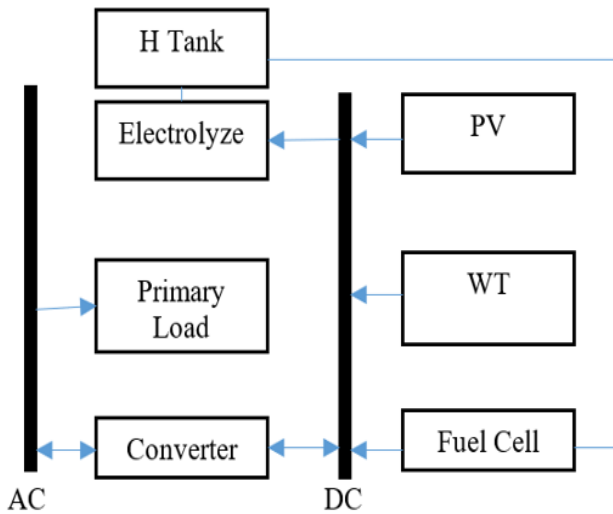 H Tank
Electrolyze
PV
Primary
Load
WT
Converter
Fuel Cell
AC
DC